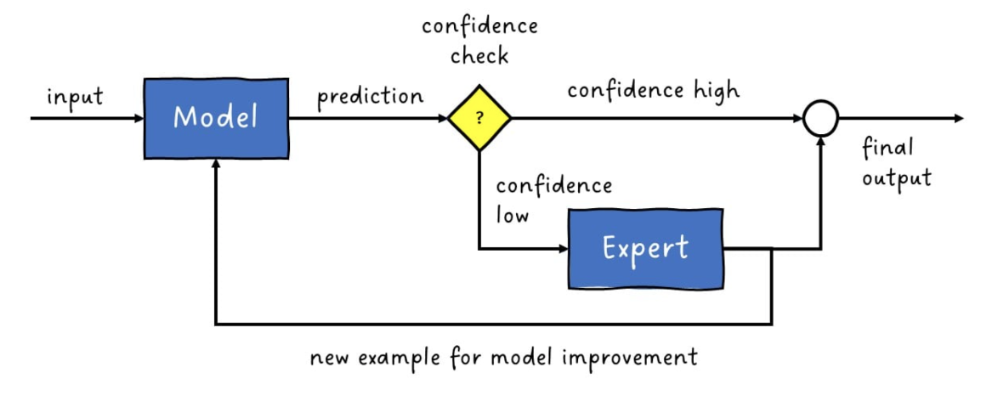 confidence
check
input
Model
prediction
?
confidence high
final
output
confidence
low
Expert
new example for model improvement